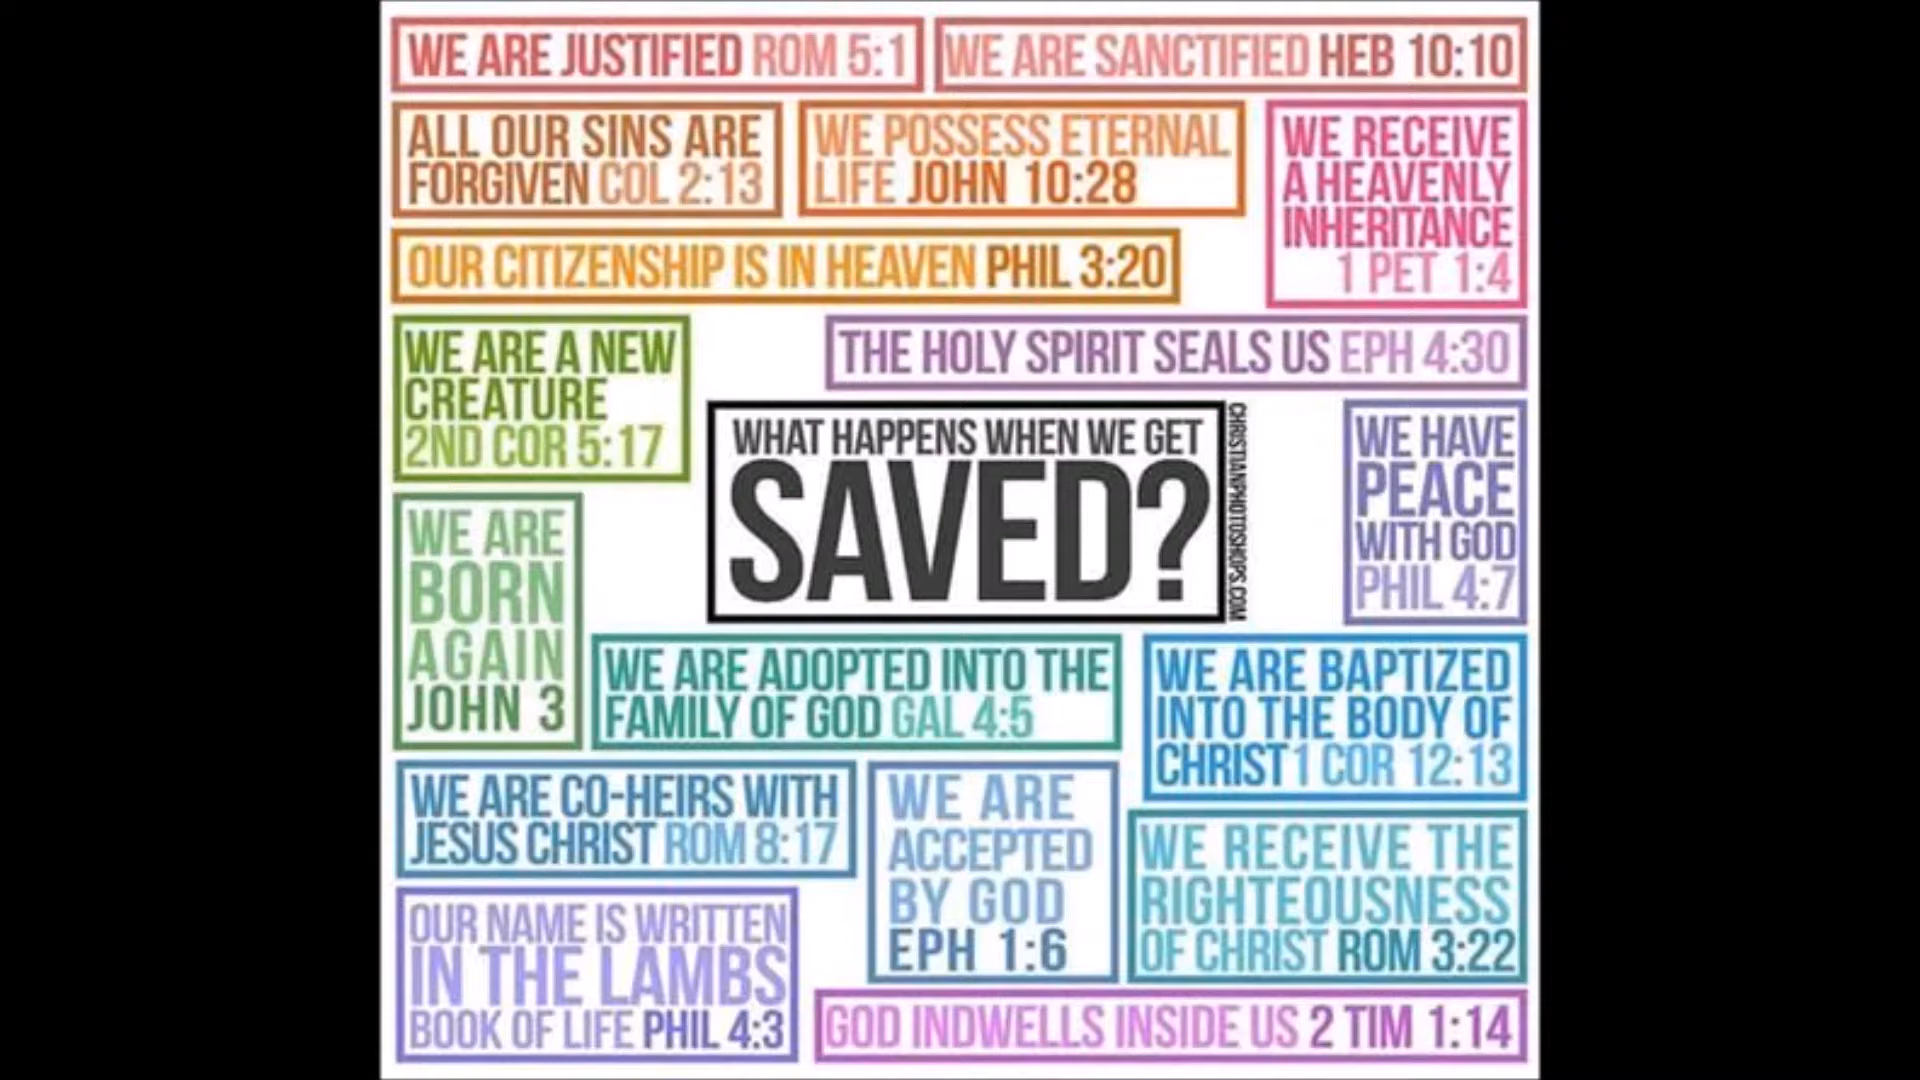 WE ARE JUSTIFIED ROM 5:1
WE ARE SANCTIFIED HEB 10:10
ALL OUR SINS ARE
FORGIVEN COL 2:13
WE POSSESS ETERNAL
LIFE JOHN 10:28
WE RECEIVE
A HEAVENLY
INHERITANCE
1 PET 1:4
OUR CITIZENSHIP IS IN HEAVEN PHIL 3:20
WE ARE A NEW
CREATURE
2ND COR 5:17
THE HOLY SPIRIT SEALS US EPH 4:30
WHAT HAPPENS WHEN WE GET
SAVED?
CHRISTIANPHOTOSHOPS.COM
WE HAVE
PEACE
WITH GOD
PHIL 4:7
WE ARE
BORN
AGAIN
JOHN 3
WE ARE ADOPTED INTO THE
FAMILY OF GOD GAL 4:5
WE ARE BAPTIZED
INTO THE BODY OF
CHRIST 1 COR 12:13
WE ARE CO-HEIRS WITH
JESUS CHRIST ROM 8:17
WE ARE
ACCEPTED
BY GOD
EPH 1:6
WE RECEIVE THE
RIGHTEOUSNESS
OF CHRIST ROM 3:22
OUR NAME IS WRITTEN
IN THE LAMBS
BOOK OF LIFE PHIL 4:3
GOD INDWELLS INSIDE US 2 TIM 1:14